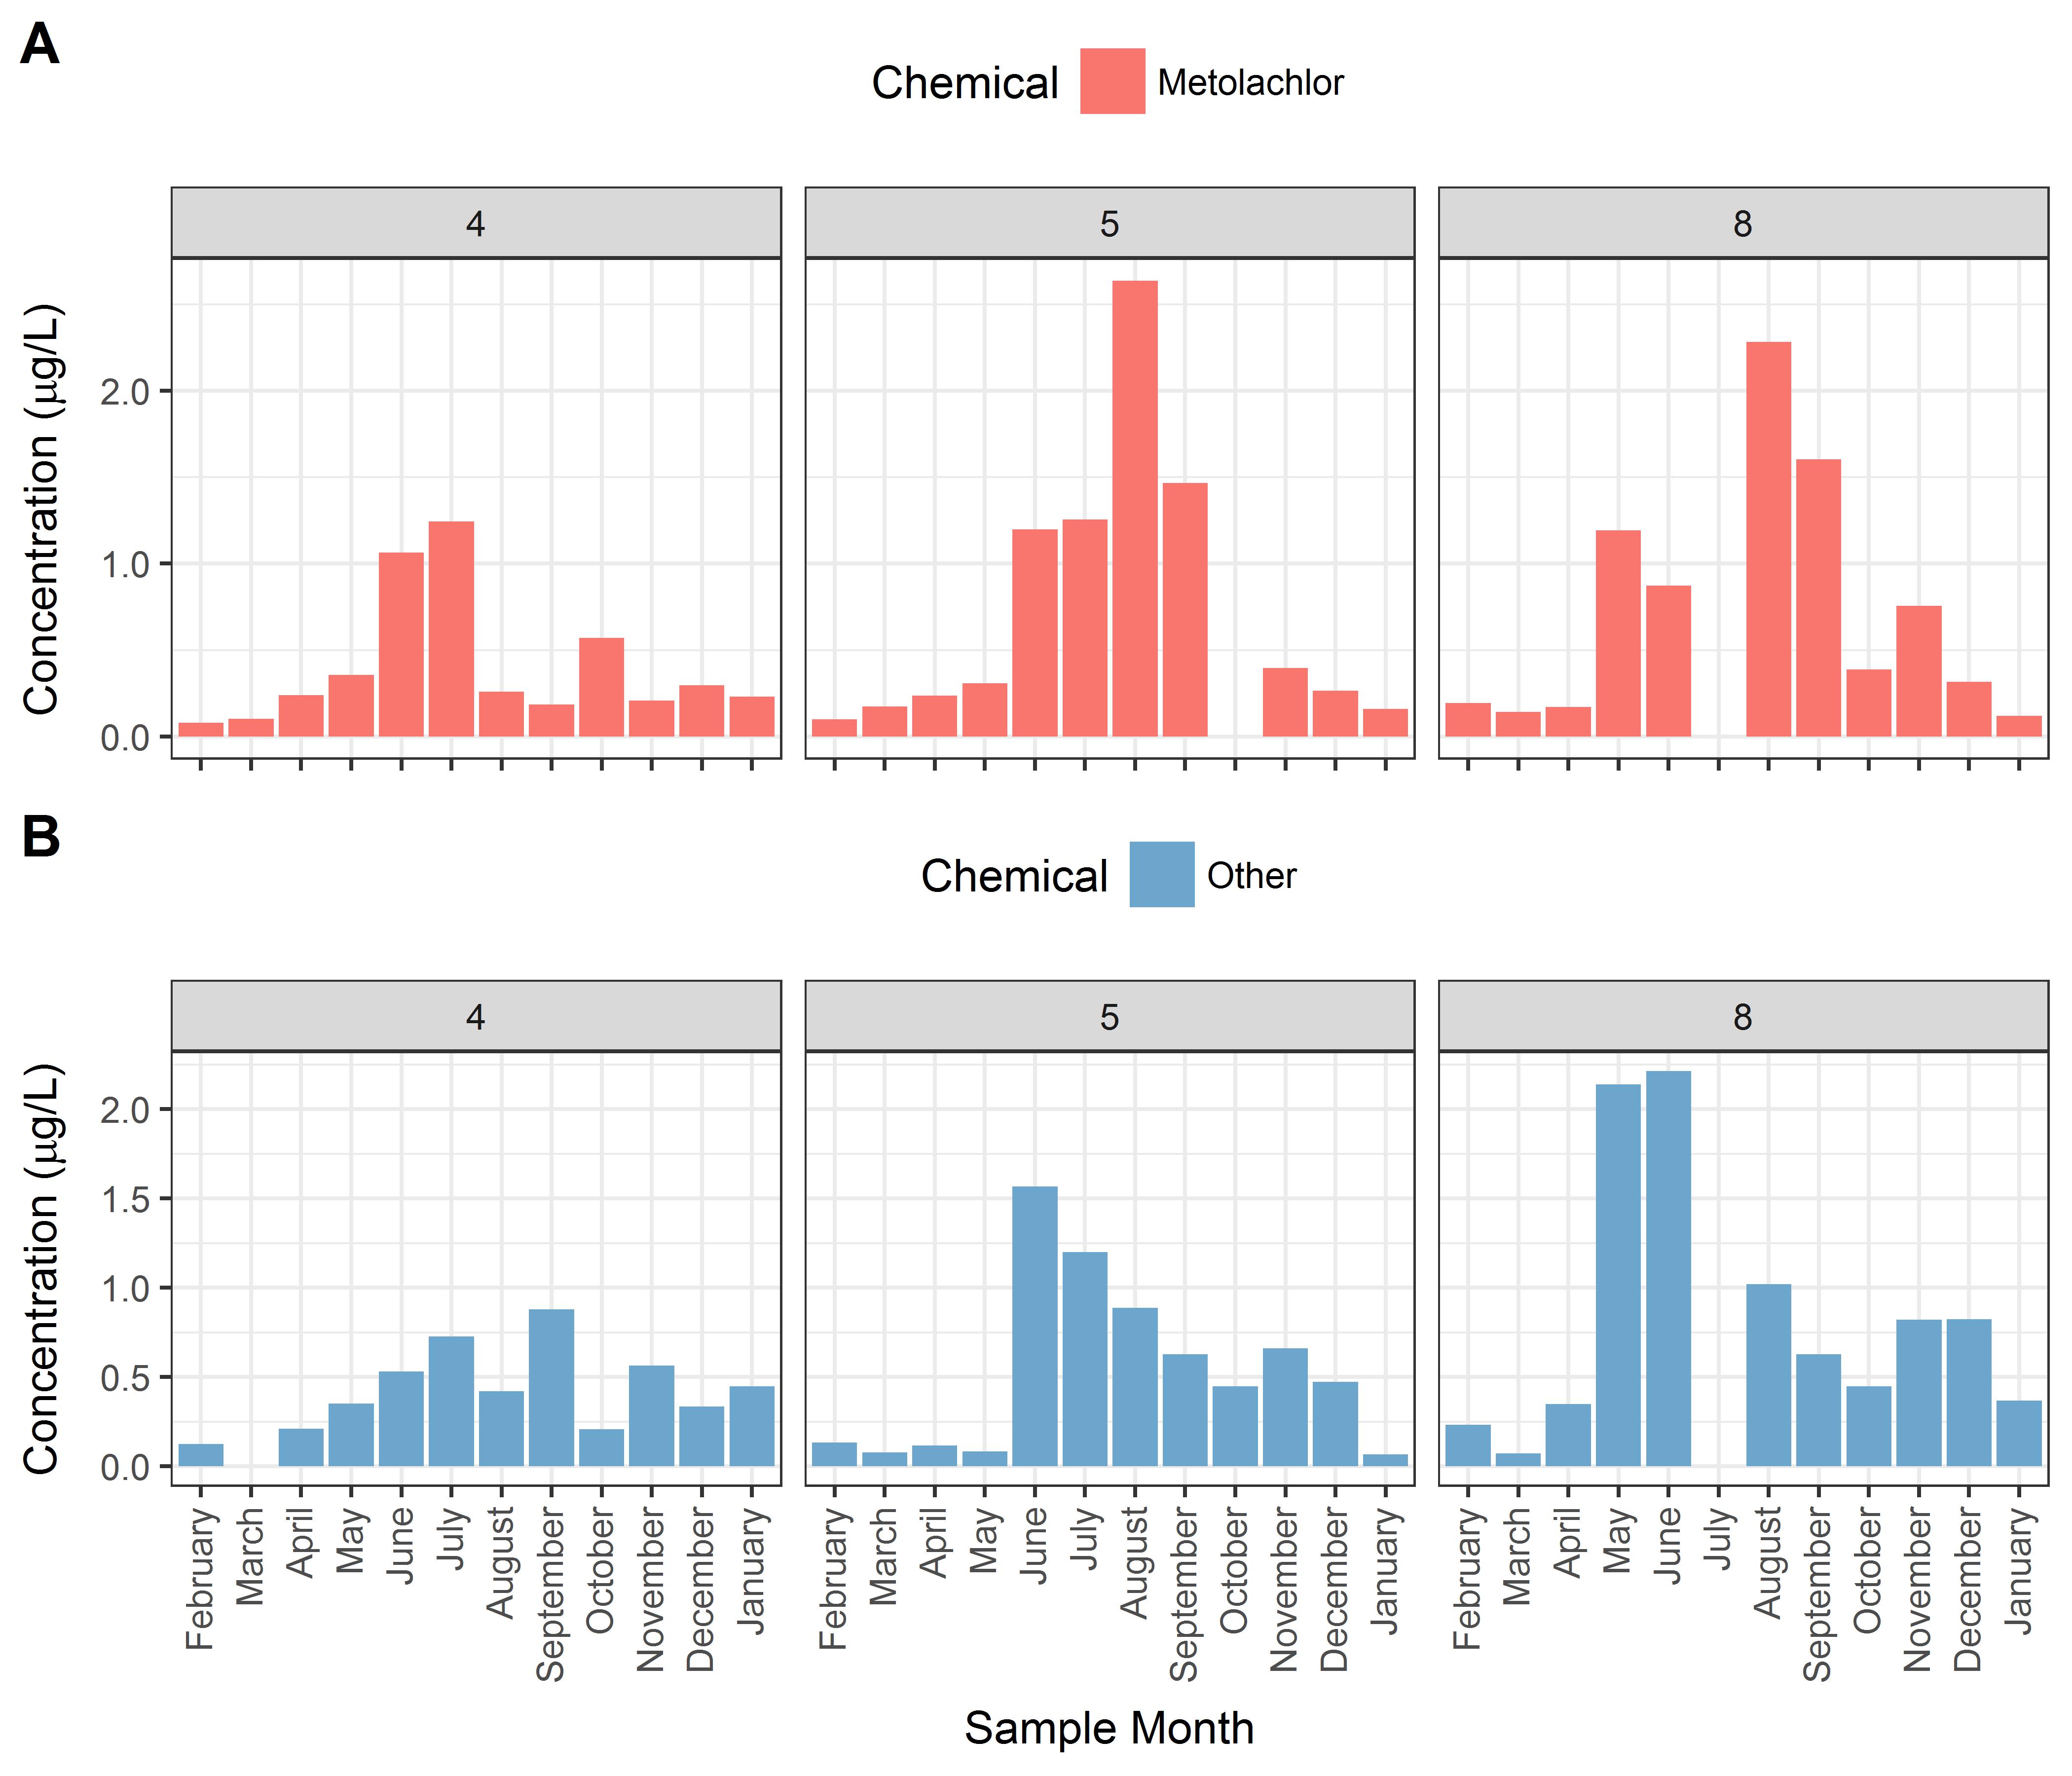 A
Chemical Metolachlor
4 5 8
Concentration (µg/L)
2.0
1.0
0.0
B
Chemical Other
4 5 8
Concentration (µg/L)
2.0
1.5
1.0
0.5
0.0
February March April May June July August September October November December January February March April May June July August September October November December January February March April May June July August September October November December January
Sample Month